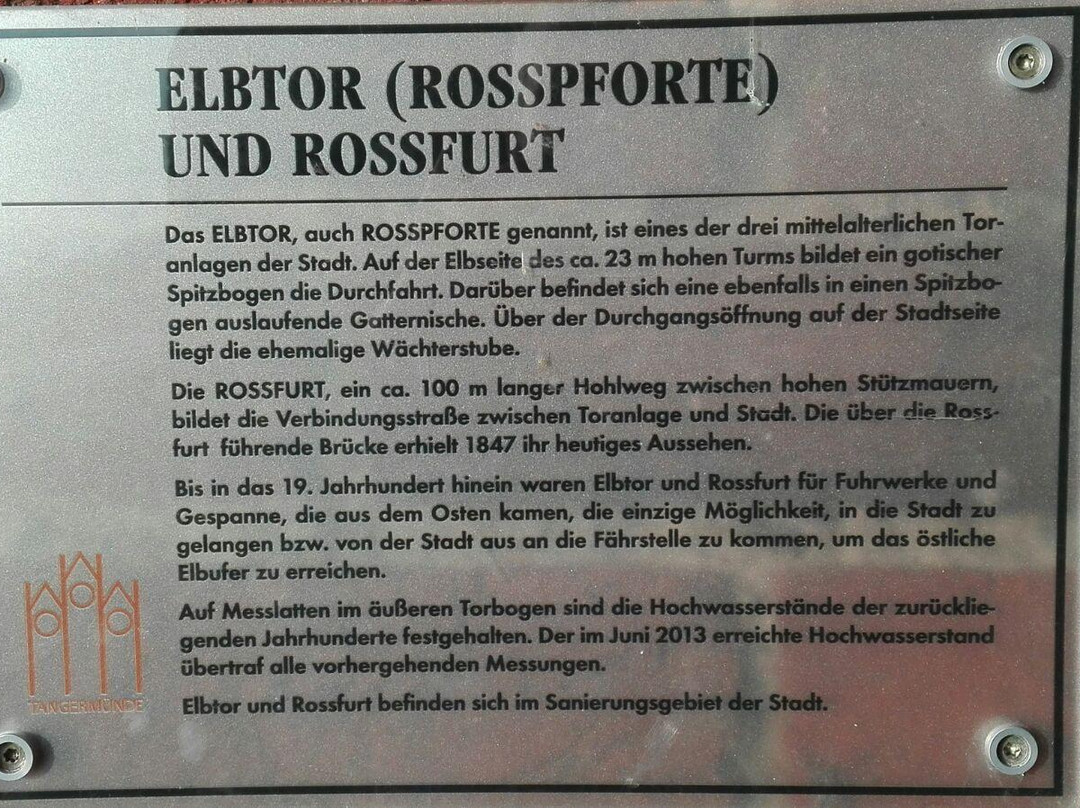 ELBTOR (ROSSPFORTE)
UND ROSSFURT
Das ELBTOR, auch ROSSPFORTE genannt, ist eines der drei mittelalterlichen Tor-
anlagen der Stadt. Auf der Elbseite des ca. 23 m hohen Turms bildet ein gotischer
Spitzbogen die Durchfahrt. Darüber befindet sich eine ebenfalls in einen Spitzbo-
gen auslaufende Gatternische. Über der Durchgangsöffnung auf der Stadtseite
liegt die ehemalige Wächterstube.
Die ROSSFURT, ein ca. 100 m langer Hohlweg zwischen hohen Stützmauern,
bildet die Verbindungsstraße zwischen Toranlage und Stadt. Die über die Ross-
furt führende Brücke erhielt 1847 ihr heutiges Aussehen.
Bis in das 19. Jahrhundert hinein waren Elbtor und Rossfurt für Fuhrwerke und
Gespanne, die aus dem Osten kamen, die einzige Möglichkeit, in die Stadt zu
gelangen bzw. von der Stadt aus an die Fährstelle zu kommen, um das östliche
Elbufer zu erreichen.
Auf Messlatten im äußeren Torbogen sind die Hochwasserstände der zurücklie-
genden Jahrhunderte festgehalten. Der im Juni 2013 erreichte Hochwasserstand
übertraf alle vorhergehenden Messungen.
Elbtor und Rossfurt befinden sich im Sanierungsgebiet der Stadt.
TANGERMÜNDE